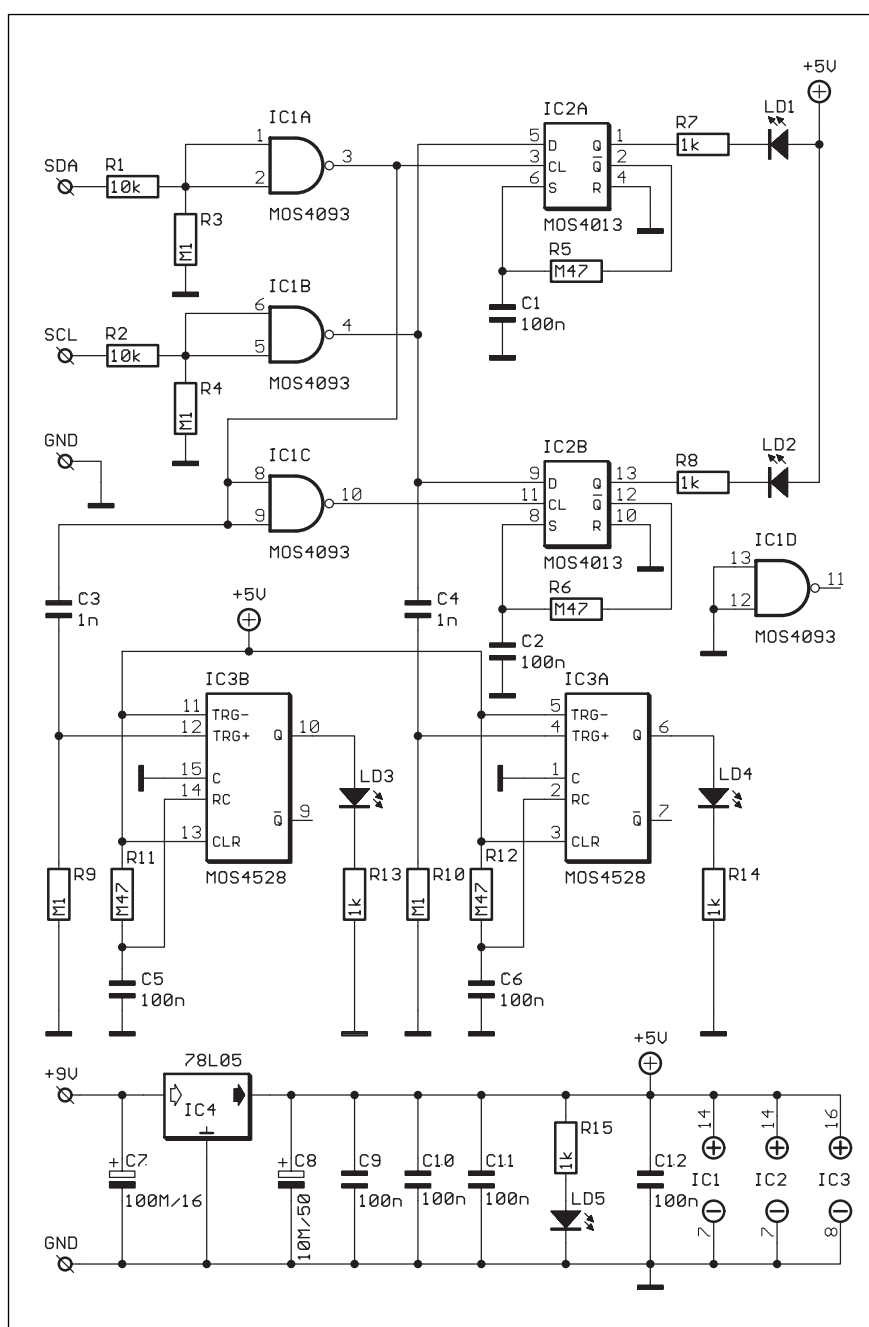 +5V
IC1A
IC2A
LD1
R7
1k
SDA
R1
10k
1
2
3
MOS4093
5
3
6
D
CL
S
Q
Q
R
1
2
4
MOS4013
R3
M1
R5
M47
IC1B
C1
100n
SCL
R2
10k
6
5
4
MOS4093
R4
M1
GND
IC1C
IC2B
LD2
R8
1k
8
9
10
MOS4093
9
11
8
D
CL
S
Q
Q
R
13
12
10
MOS4013
IC1D
13
12
11
MOS4093
R6
M47
C3
1n
+5V
C4
1n
C2
100n
IC3B
IC3A
11
12
15
14
13
TRG-
TRG+
C
RC
CLR
Q
Q
10
9
MOS4528
LD3
5
4
1
2
3
TRG-
TRG+
C
RC
CLR
Q
Q
6
7
MOS4528
LD4
R9
M1
R11
M47
R13
1k
R10
M1
R12
M47
R14
1k
C5
100n
C6
100n
78L05
+5V
+9V
IC4
R15
1k
14
14
16
C7
100M/16
C8
10M/50
C9
100n
C10
100n
C11
100n
LD5
C12
100n
IC1
IC2
IC3
7
7
8
GND